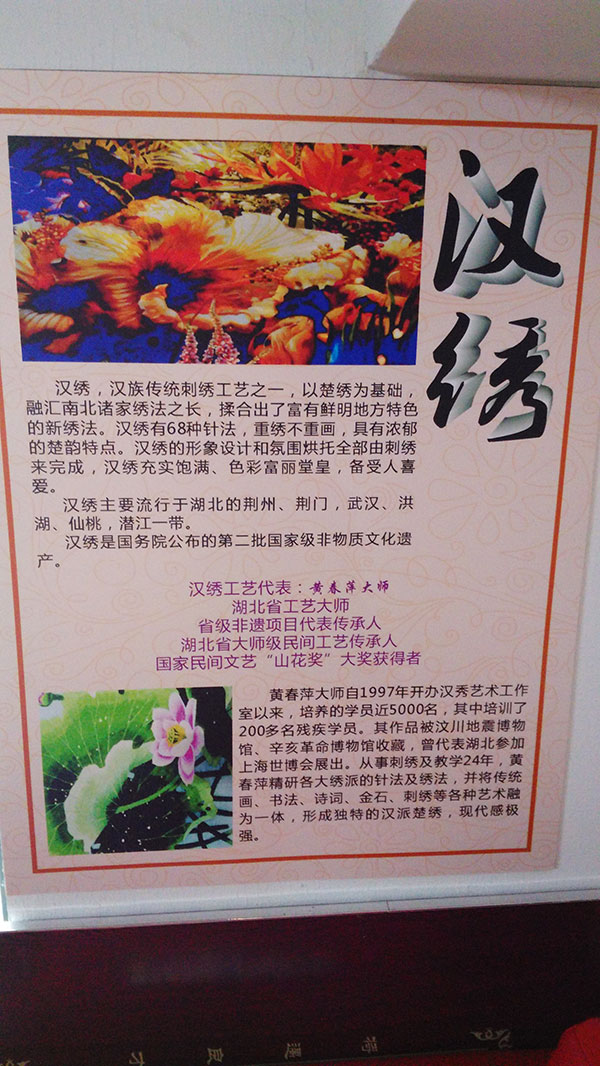 汉绣
汉绣，汉族传统刺绣工艺之一，以楚绣为基础，
融汇南北诸家绣法之长，揉合出了富有鲜明地方特色
的新绣法。汉绣有68种针法，重绣不重画，具有浓郁
的楚韵特点。汉绣的形象设计和氛围烘托全部由刺绣
来完成，汉绣充实饱满、色彩富丽堂皇，备受人喜
爱。
汉绣主要流行于湖北的荆州、荆门，武汉、洪
湖、仙桃，潜江一带。
汉绣是国务院公布的第二批国家级非物质文化遗
产。
汉绣工艺代表：黄春萍大师
湖北省工艺大师
省级非遗项目代表传承人
湖北省大师级民间工艺传承人
国家民间文艺“山花奖”大奖获得者
黄春萍大师自1997年开办汉秀艺术工作
室以来，培养的学员近5000名，其中培训了
200多名残疾学员。其作品被汶川地震博物
馆、辛亥革命博物馆收藏，曾代表湖北参加
上海世博会展出。从事刺绣及教学24年，黄
春萍精研各大绣派的针法及绣法，并将传统
画、书法、诗词、金石、刺绣等各种艺术融
为一体，形成独特的汉派楚绣，现代感极
强。